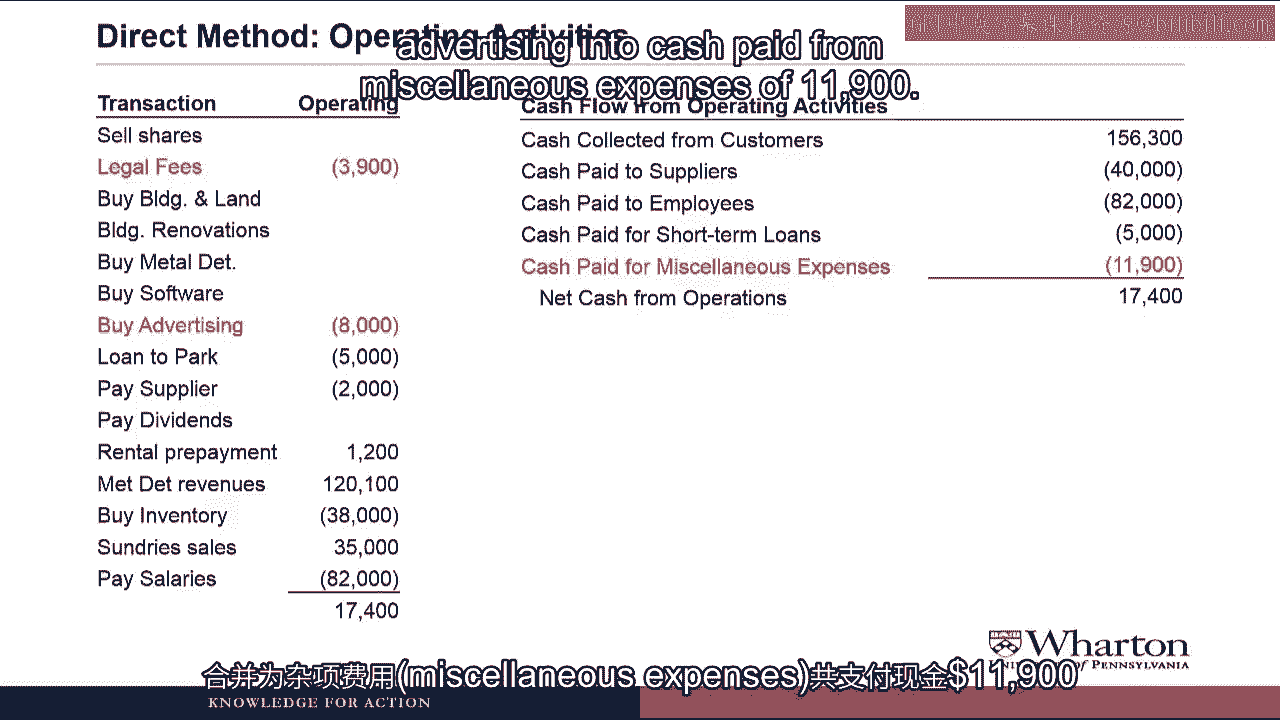 Direct Method: Operating Activities
advertising into cash paid from
miscellaneous expenses of 11,900.
Transaction Operating
Sell shares
Legal Fees (3,900)
Buy Bldg. & Land
Bldg. Renovations
Buy Metal Det.
Buy Software
Buy Advertising (8,000)
Loan to Park (5,000)
Pay Supplier (2,000)
Pay Dividends
Rental prepayment 1,200
Met Det revenues 120,100
Buy Inventory (38,000)
Sundries sales 35,000
Pay Salaries (82,000)
17,400
Cash Flow from Operating Activities
Cash Collected from Customers 156,300
Cash Paid to Suppliers (40,000)
Cash Paid to Employees (82,000)
Cash Paid for Short-term Loans (5,000)
Cash Paid for Miscellaneous Expenses (11,900)
Net Cash from Operations 17,400
Wharton
of PENNSYLVANIA
合并为杂项费用(miscellaneous expenses)共支付现金$11,900
KNOWLEDGE FOR ACTION